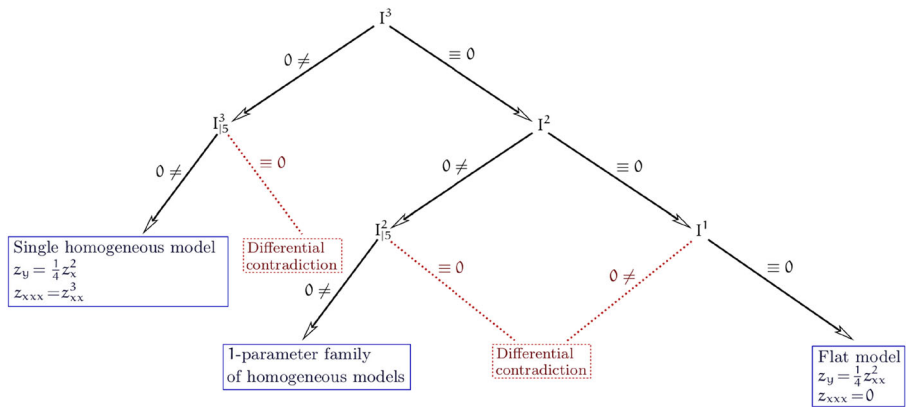 I³
0 ≠
≡ 0
I³|₅
I²
0 ≠
≡ 0
0 ≠
≡ 0
Single homogeneous model
z_y = ¼ z_x²
z_xxx = z_xx³
Differential
contradiction
I²|₅
I¹
0 ≠
≡ 0
0 ≠
≡ 0
1-parameter family
of homogeneous models
Differential
contradiction
Flat model
z_y = ¼ z_xx²
z_xxx = 0